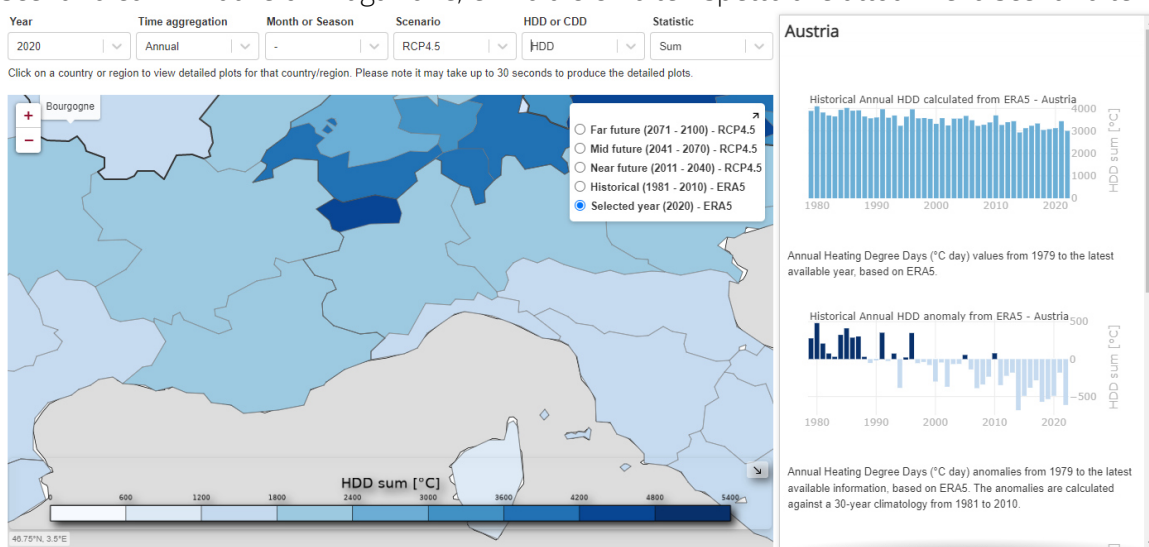 Year
Time aggregation
Month or Season
Scenario
HDD or CDD
Statistic
2020
Annual
-
RCP4.5
HDD
Sum
Click on a country or region to view detailed plots for that country/region. Please note it may take up to 30 seconds to produce the detailed plots.
+
−
Bourgogne
Far future (2071 - 2100) - RCP4.5
Mid future (2041 - 2070) - RCP4.5
Near future (2011 - 2040) - RCP4.5
Historical (1981 - 2010) - ERA5
Selected year (2020) - ERA5
HDD sum [°C]
0 600 1200 1800 2400 3000 3600 4200 4800 5400
46.75°N, 3.5°E
Austria
Historical Annual HDD calculated from ERA5 - Austria
4000
3000
2000
1000
0
HDD sum [°C]
1980 1990 2000 2010 2020
Annual Heating Degree Days (°C day) values from 1979 to the latest
available year, based on ERA5.
Historical Annual HDD anomaly from ERA5 - Austria
500
0
−500
HDD sum [°C]
1980 1990 2000 2010 2020
Annual Heating Degree Days (°C day) anomalies from 1979 to the latest
available information, based on ERA5. The anomalies are calculated
against a 30-year climatology from 1981 to 2010.